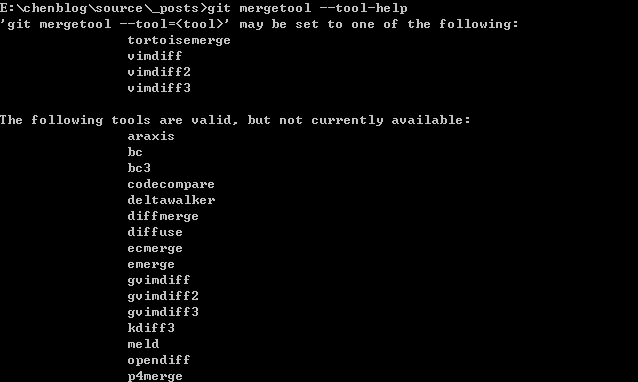 E:\chenblog\source\_posts>git mergetool --tool-help
'git mergetool --tool=<tool>' may be set to one of the following:
tortoisemerge
vimdiff
vimdiff2
vimdiff3
The following tools are valid, but not currently available:
araxis
bc
bc3
codecompare
deltawalker
diffmerge
diffuse
ecmerge
emerge
gvimdiff
gvimdiff2
gvimdiff3
kdiff3
meld
opendiff
p4merge